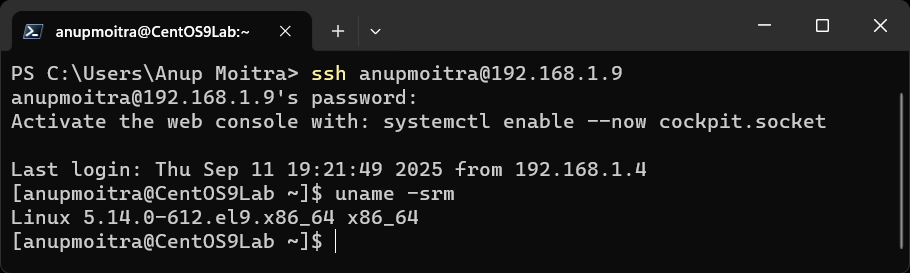 anupmoitra@CentOS9Lab:~
PS C:\Users\Anup Moitra> ssh anupmoitra@192.168.1.9
anupmoitra@192.168.1.9's password:
Activate the web console with: systemctl enable --now cockpit.socket
Last login: Thu Sep 11 19:21:49 2025 from 192.168.1.4
[anupmoitra@CentOS9Lab ~]$ uname -srm
Linux 5.14.0-612.el9.x86_64 x86_64
[anupmoitra@CentOS9Lab ~]$